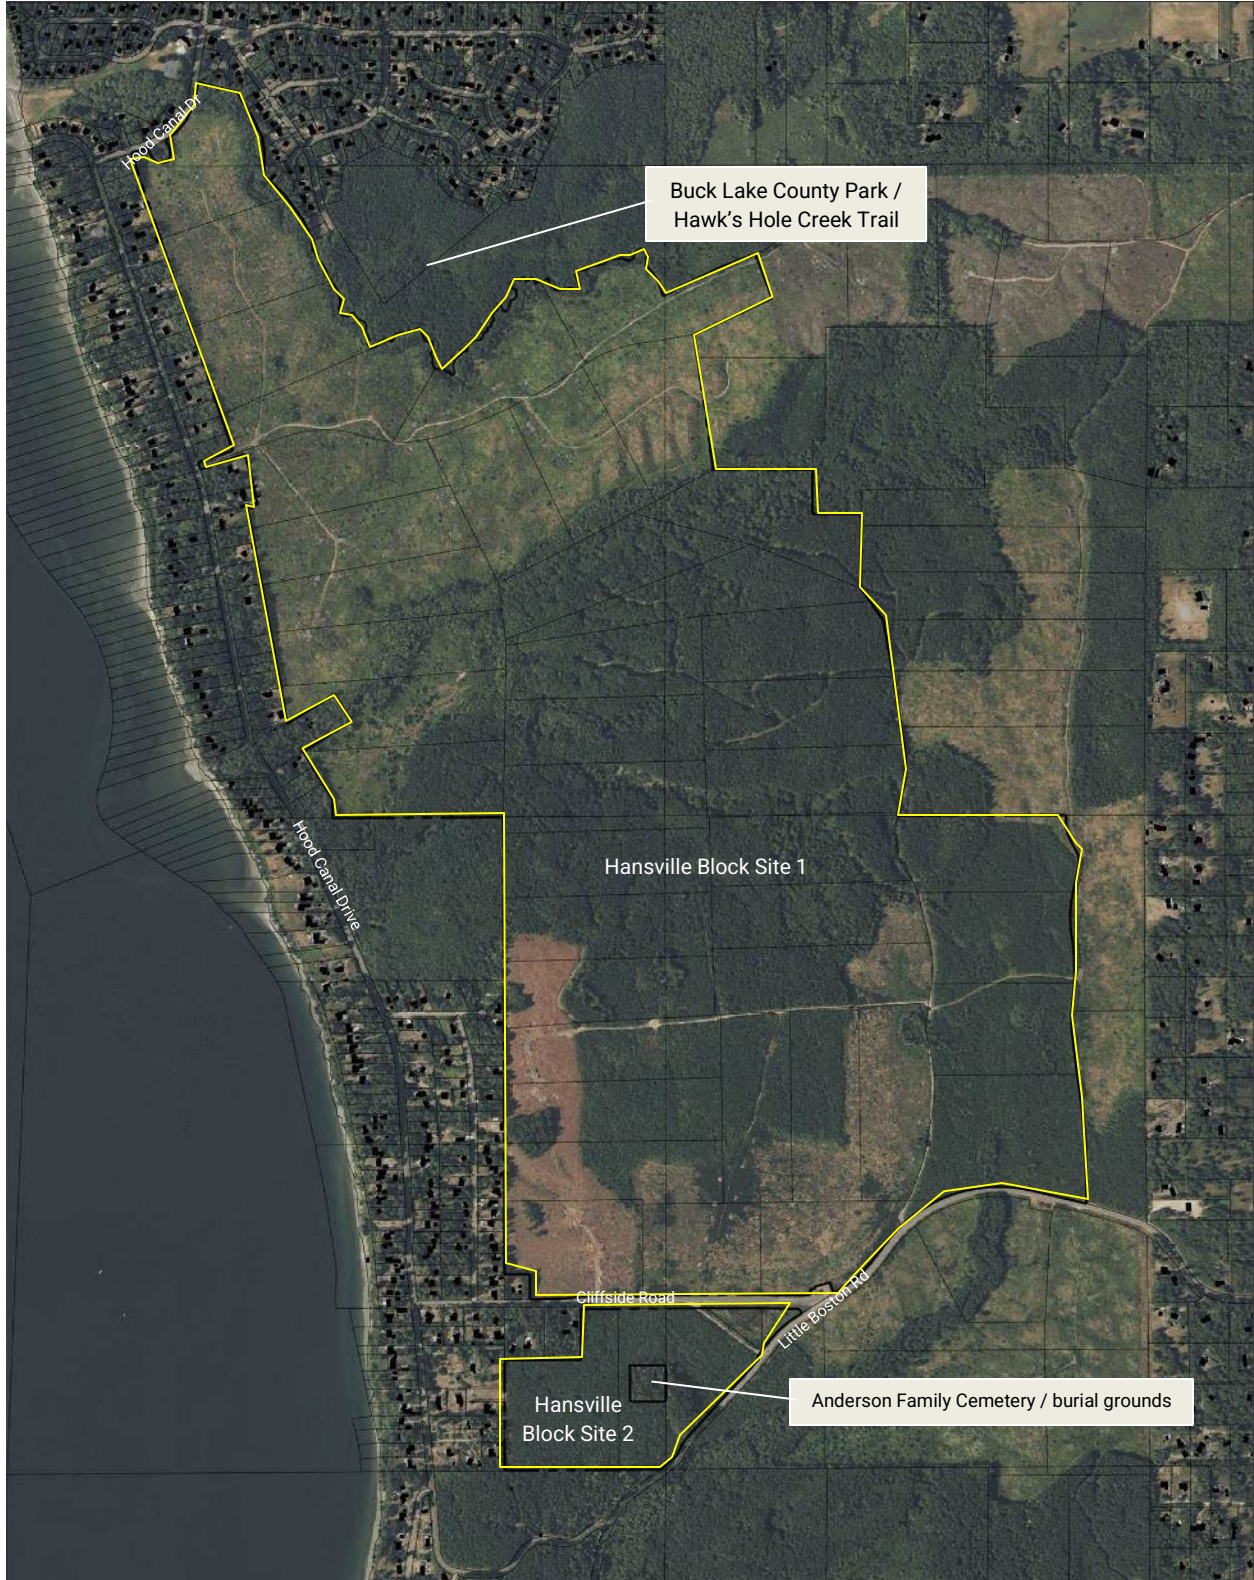 Hood Canal Dr
Buck Lake County Park /
Hawk's Hole Creek Trail
Hood Canal Drive
Hansville Block Site 1
Cliffside Road
Little Boston Rd
Anderson Family Cemetery / burial grounds
Hansville
Block Site 2